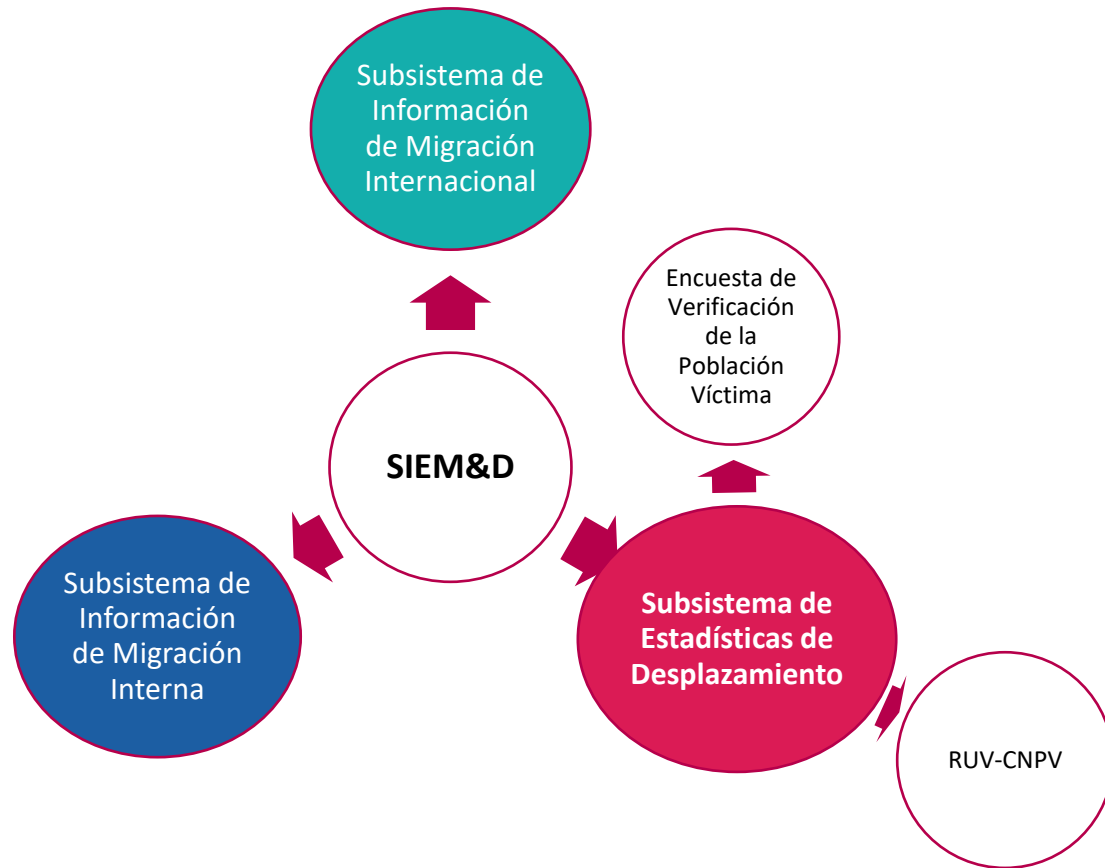 Subsistema de
Información
de Migración
Internacional
Encuesta de
Verificación
de la
Población
Víctima
SIEM&D
Subsistema de
Información
de Migración
Interna
Subsistema de
Estadísticas de
Desplazamiento
RUV-CNPV